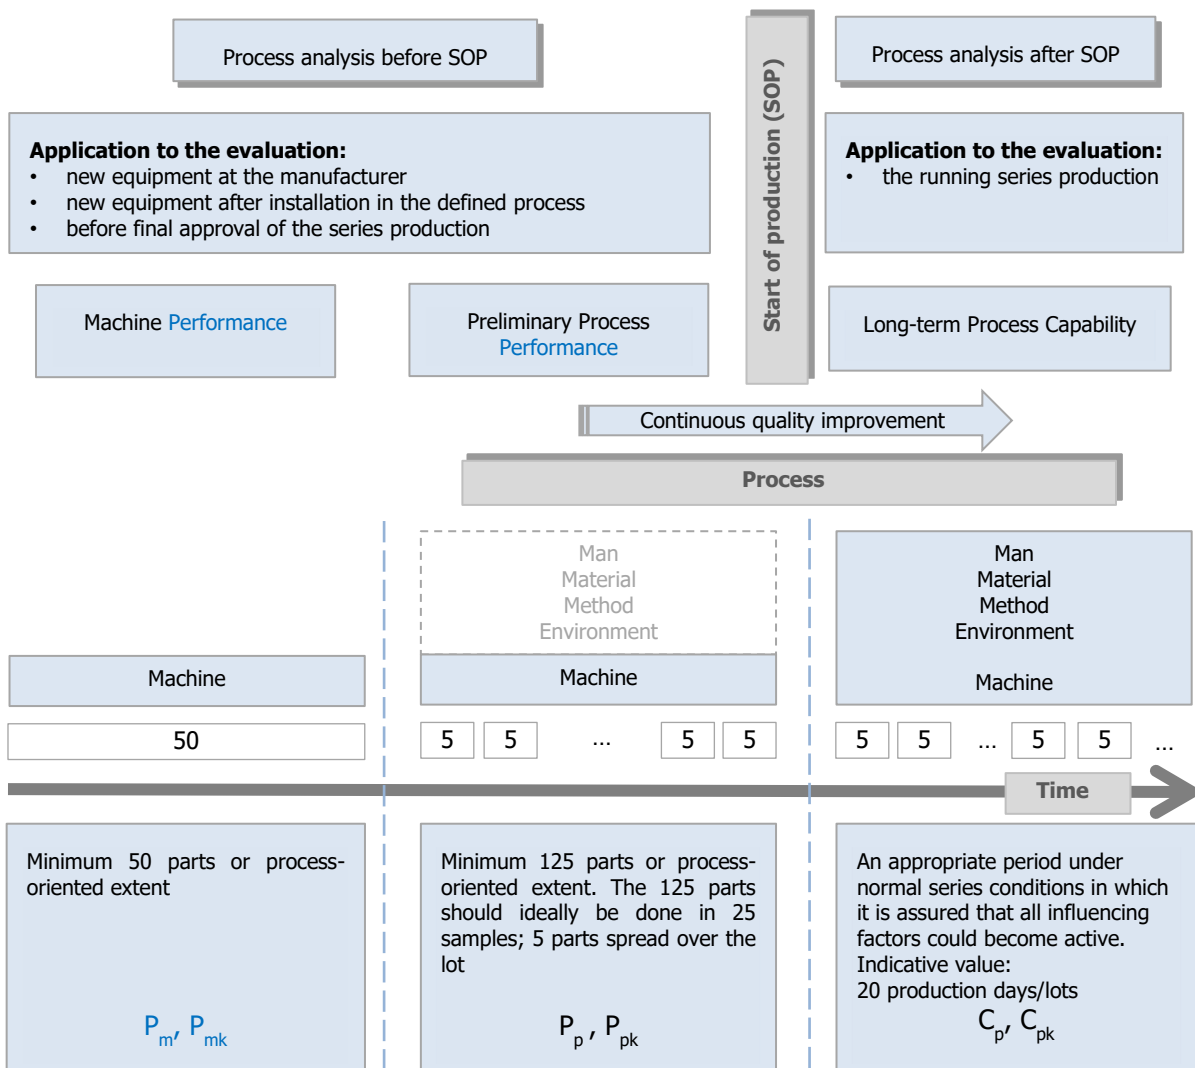 Process analysis before SOP
Start of production (SOP)
Process analysis after SOP
Application to the evaluation:
• new equipment at the manufacturer
• new equipment after installation in the defined process
• before final approval of the series production
Application to the evaluation:
• the running series production
Machine Performance
Preliminary Process
Performance
Long-term Process Capability
Continuous quality improvement
Process
Man
Material
Method
Environment
Machine
Man
Material
Method
Environment
Machine
Machine
50
5 5 ... 5 5
5 5 ... 5 5 ...
Time
Minimum 50 parts or process-
oriented extent
Pm, Pmk
Minimum 125 parts or process-
oriented extent. The 125 parts
should ideally be done in 25
samples; 5 parts spread over the
lot
Pp, Ppk
An appropriate period under
normal series conditions in which
it is assured that all influencing
factors could become active.
Indicative value:
20 production days/lots
Cp, Cpk